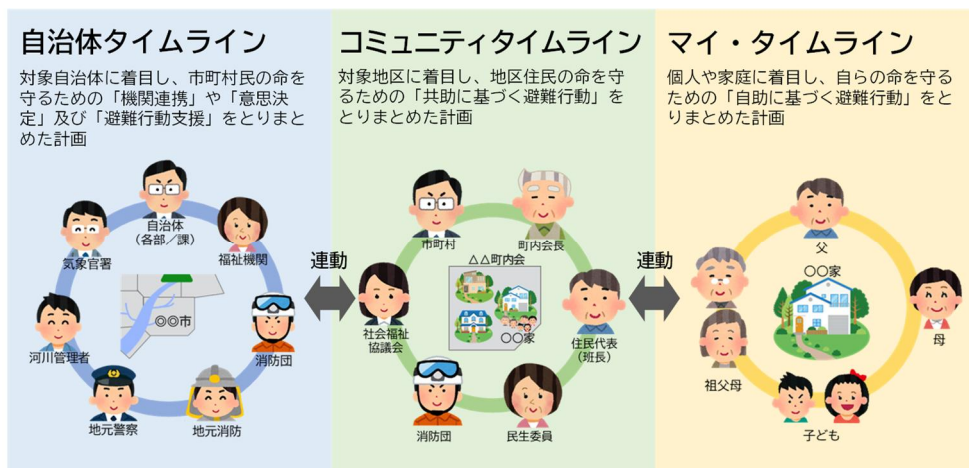 自治体タイムライン
対象自治体に着目し、市町村民の命を
守るための「機関連携」や「意思決
定」及び「避難行動支援」をとりまと
めた計画
自治体
(各部/課)
気象官署
福祉機関
◎◎市
河川管理者
消防団
地元警察
地元消防
連動
コミュニティタイムライン
対象地区に着目し、地区住民の命を守
るための「共助に基づく避難行動」を
とりまとめた計画
市町村
町内会長
△△町内会
〇〇家
社会福祉
協議会
住民代表
(班長)
消防団
民生委員
連動
マイ・タイムライン
個人や家庭に着目し、自らの命を守る
ための「自助に基づく避難行動」をと
りまとめた計画
父
〇〇家
母
祖父母
子ども